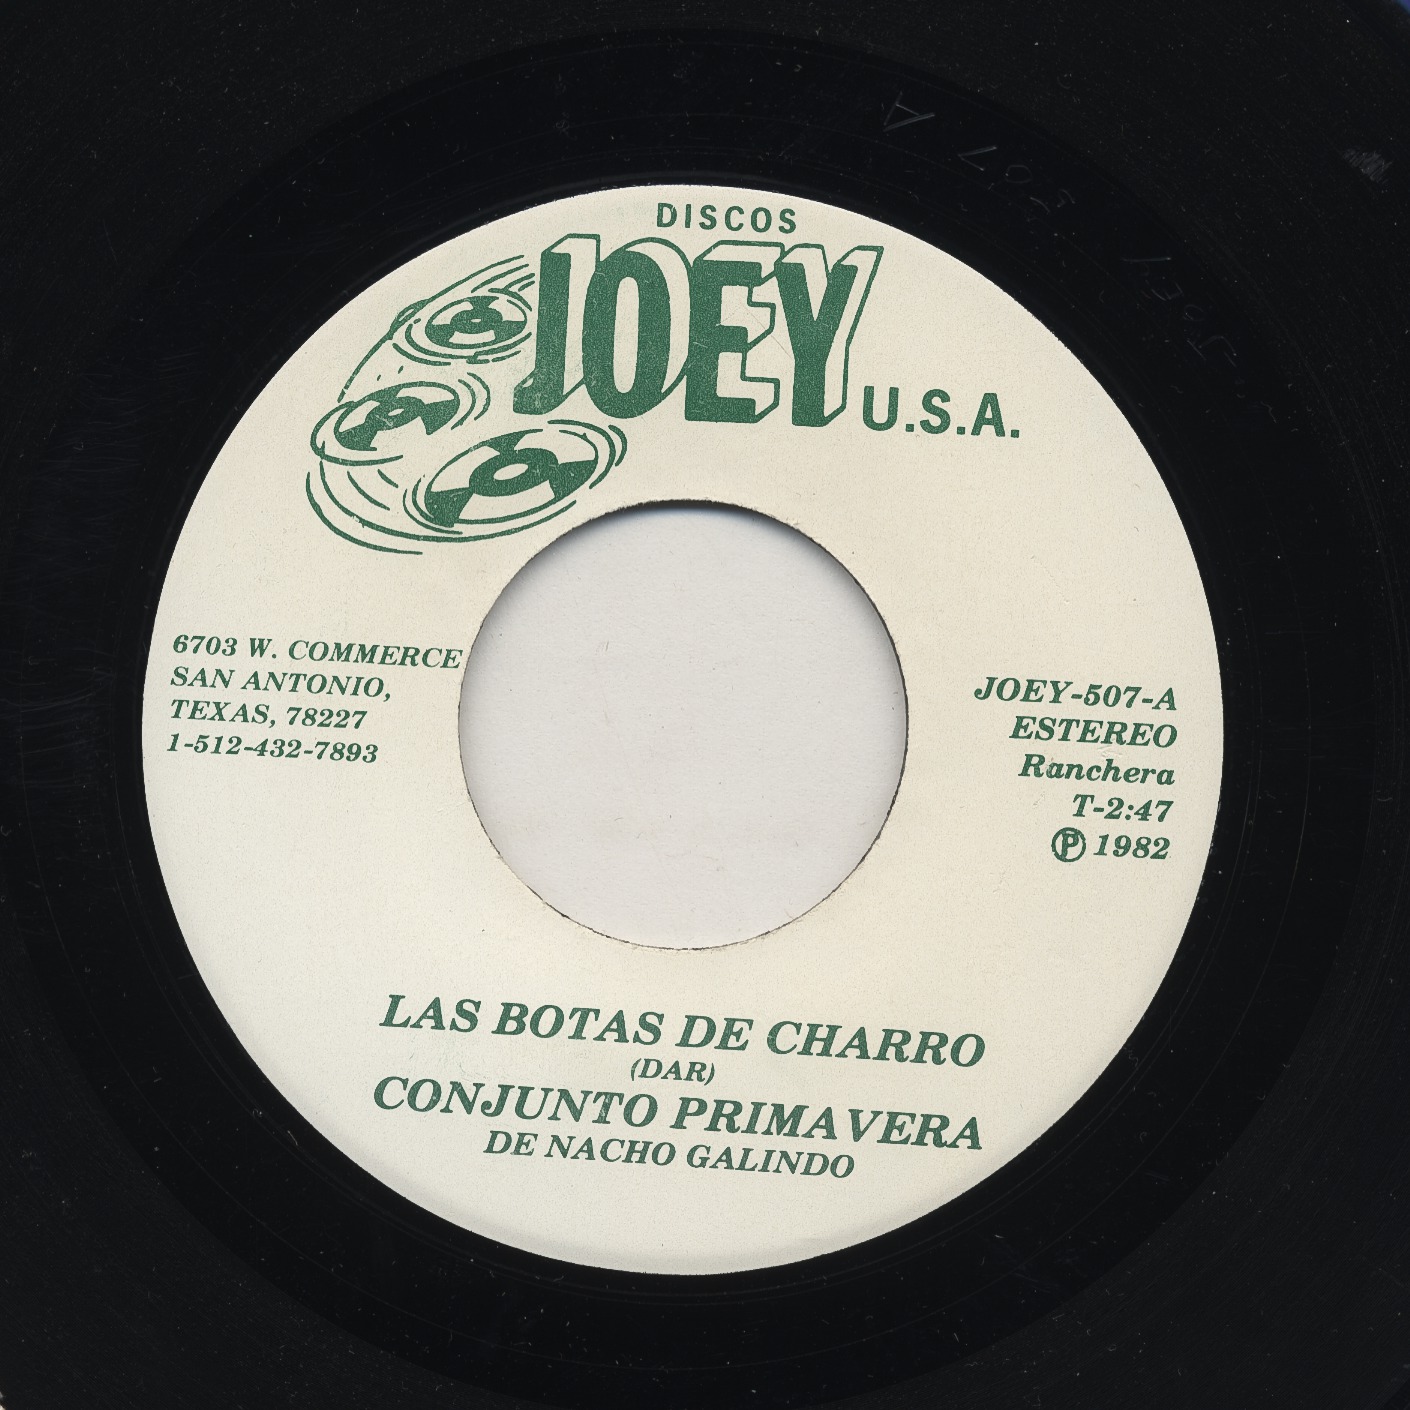 DISCOS
JOEY U.S.A.
6703 W. COMMERCE
SAN ANTONIO,
TEXAS, 78227
1-512-432-7893
JOEY-507-A
ESTEREO
Ranchera
T-2:47
Ⓟ 1982
LAS BOTAS DE CHARRO
(DAR)
CONJUNTO PRIMAVERA
DE NACHO GALINDO